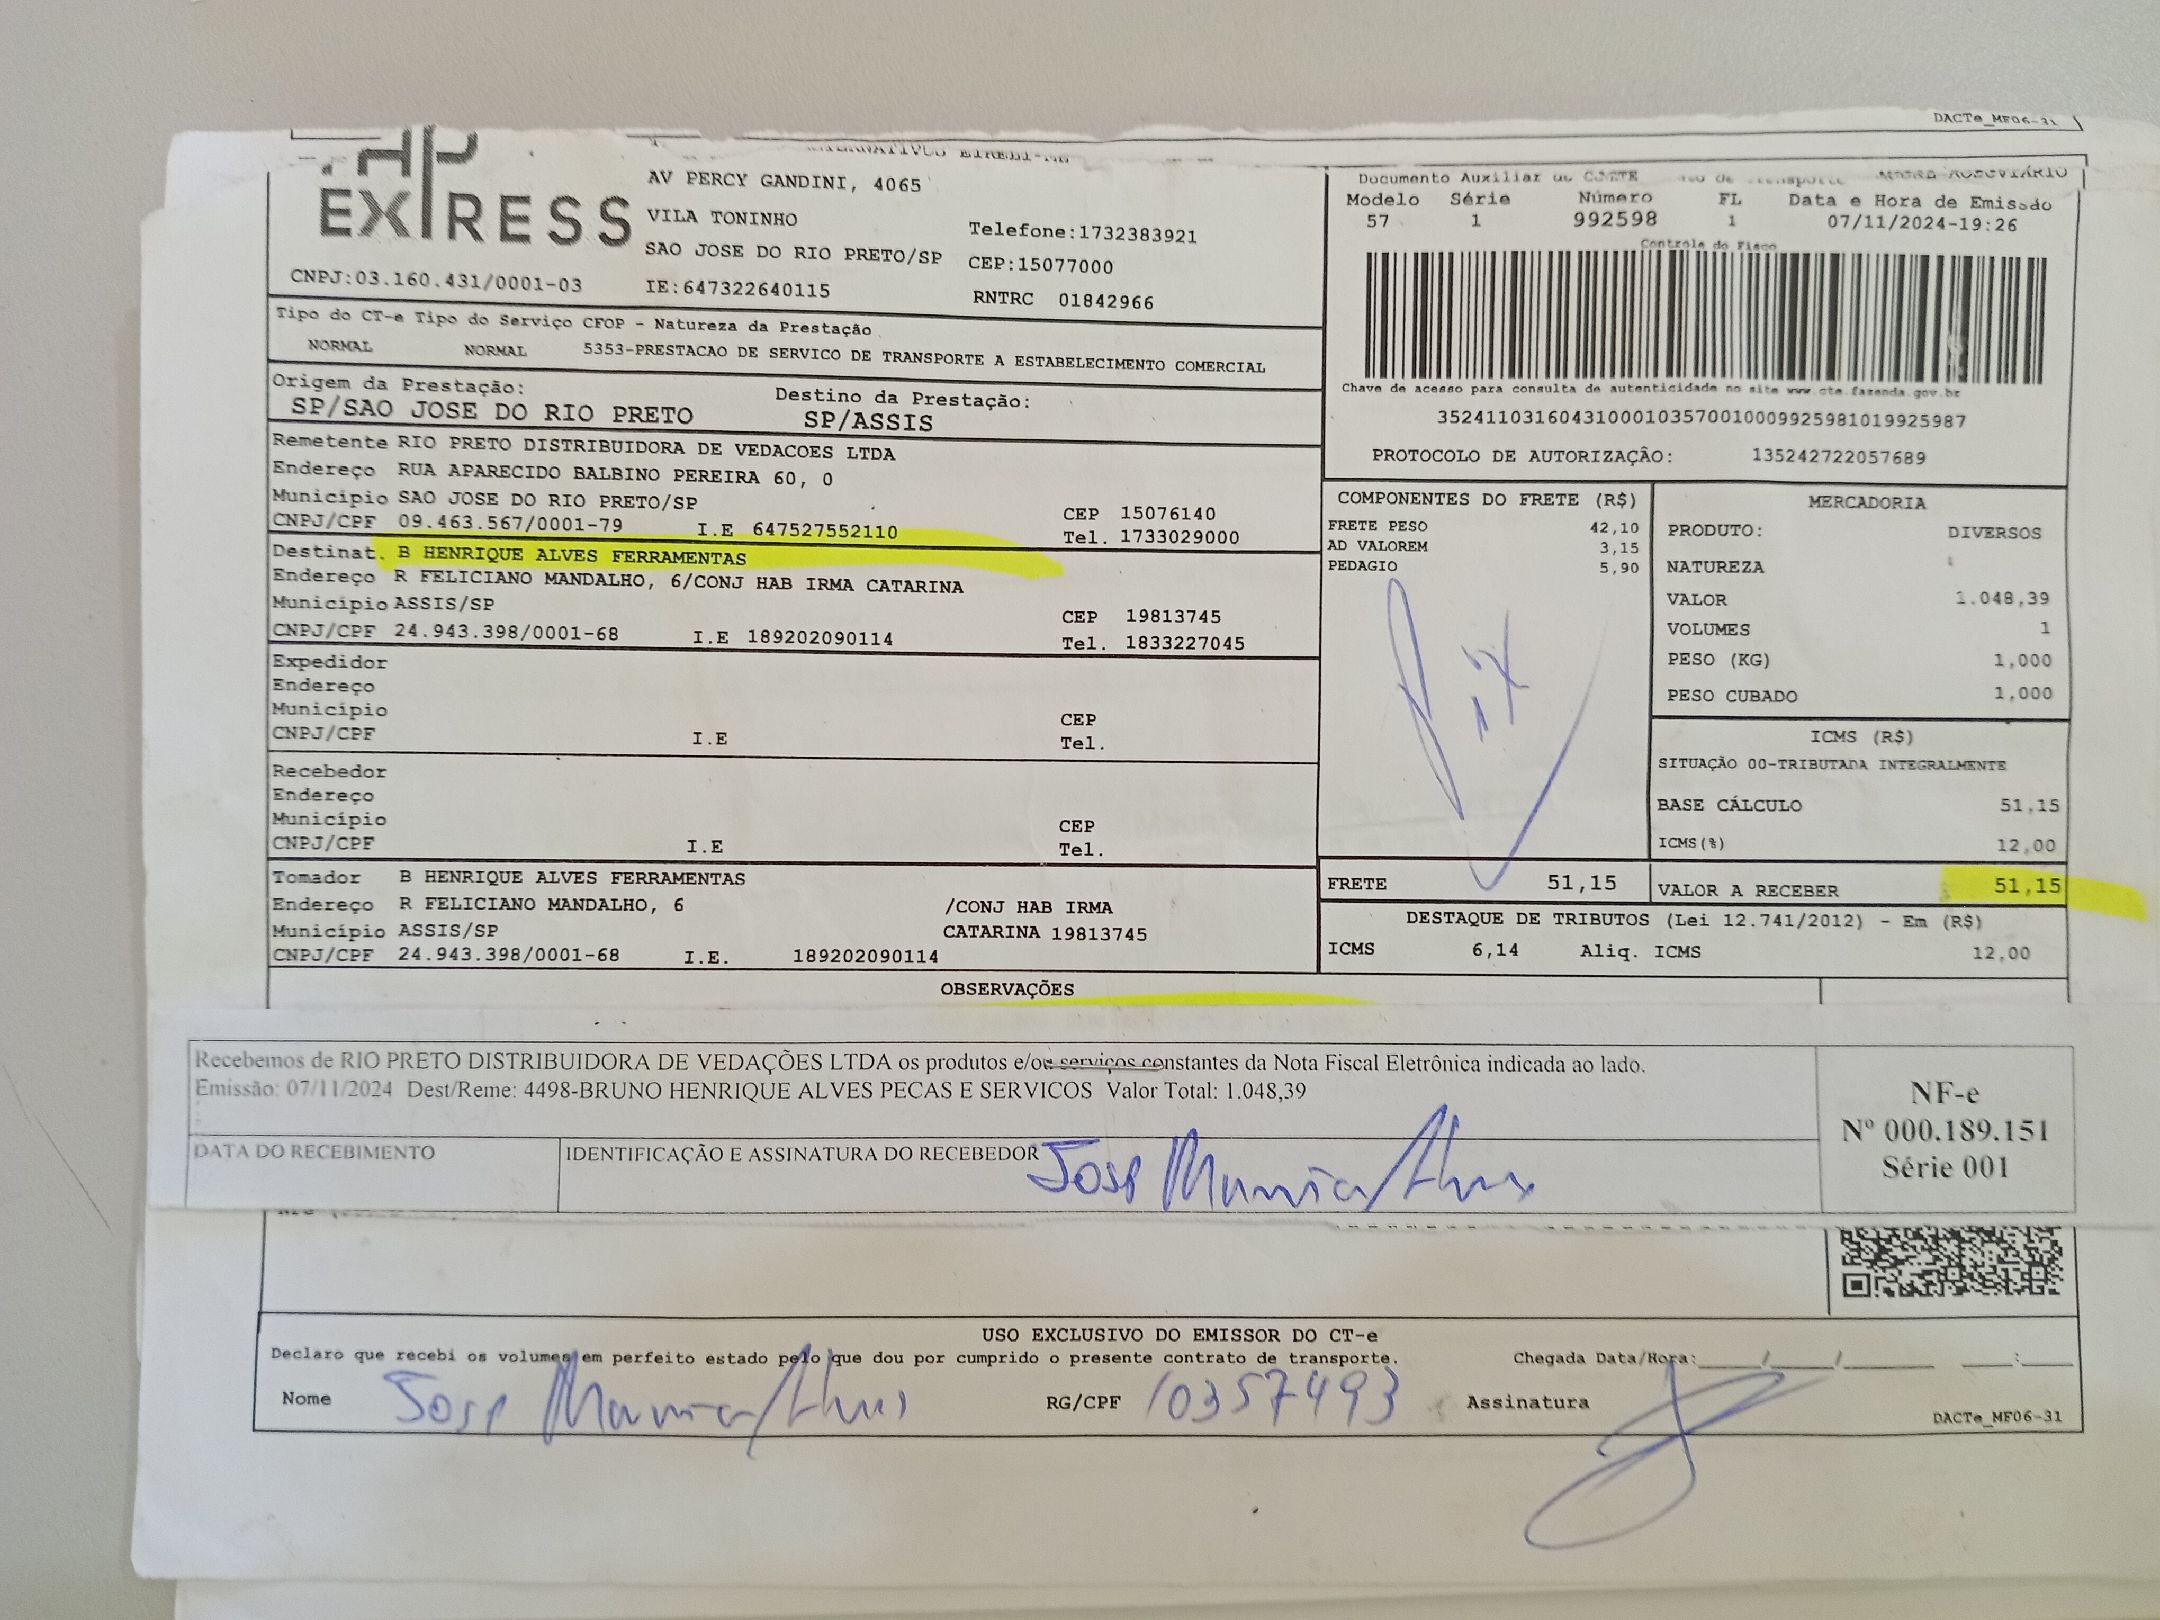 DACTe_MF06-31
EXPRESS
AV PERCY GANDINI, 4065
VILA TONINHO
Telefone:1732383921
SAO JOSE DO RIO PRETO/SP
CEP:15077000
CNPJ:03.160.431/0001-03
IE:647322640115
RNTRC 01842966
Documento Auxiliar
Modelo Série Número FL Data e Hora de Emissão
57 1 992598 1 07/11/2024-19:26
Controle do Fisco
Chave de acesso para consulta de autenticidade no site www.cte.fazenda.gov.br
35241103160431000103570010009925981019925987
PROTOCOLO DE AUTORIZAÇÃO: 135242722057689
Tipo do CT-e Tipo do Serviço CFOP - Natureza da Prestação
NORMAL NORMAL 5353-PRESTACAO DE SERVICO DE TRANSPORTE A ESTABELECIMENTO COMERCIAL
Origem da Prestação: Destino da Prestação:
SP/SAO JOSE DO RIO PRETO SP/ASSIS
Remetente RIO PRETO DISTRIBUIDORA DE VEDACOES LTDA
Endereço RUA APARECIDO BALBINO PEREIRA 60, 0
Município SAO JOSE DO RIO PRETO/SP CEP 15076140
CNPJ/CPF 09.463.567/0001-79 I.E 647527552110 Tel. 1733029000
Destinat. B HENRIQUE ALVES FERRAMENTAS
Endereço R FELICIANO MANDALHO, 6/CONJ HAB IRMA CATARINA
Município ASSIS/SP CEP 19813745
CNPJ/CPF 24.943.398/0001-68 I.E 189202090114 Tel. 1833227045
Expedidor
Endereço
Município CEP
CNPJ/CPF I.E Tel.
Recebedor
Endereço
Município CEP
CNPJ/CPF I.E Tel.
Tomador B HENRIQUE ALVES FERRAMENTAS
Endereço R FELICIANO MANDALHO, 6 /CONJ HAB IRMA
Município ASSIS/SP CATARINA 19813745
CNPJ/CPF 24.943.398/0001-68 I.E. 189202090114
COMPONENTES DO FRETE (R$)
FRETE PESO 42,10
AD VALOREM 3,15
PEDAGIO 5,90
MERCADORIA
PRODUTO: DIVERSOS
NATUREZA
VALOR 1.048,39
VOLUMES 1
PESO (KG) 1,000
PESO CUBADO 1,000
ICMS (R$)
SITUAÇÃO 00-TRIBUTADA INTEGRALMENTE
BASE CÁLCULO 51,15
ICMS(%) 12,00
FRETE 51,15 VALOR A RECEBER 51,15
DESTAQUE DE TRIBUTOS (Lei 12.741/2012) - Em (R$)
ICMS 6,14 Aliq. ICMS 12,00
OBSERVAÇÕES
Recebemos de RIO PRETO DISTRIBUIDORA DE VEDAÇÕES LTDA os produtos e/ou serviços constantes da Nota Fiscal Eletrônica indicada ao lado.
Emissão: 07/11/2024 Dest/Reme: 4498-BRUNO HENRIQUE ALVES PECAS E SERVICOS Valor Total: 1.048,39
DATA DO RECEBIMENTO
IDENTIFICAÇÃO E ASSINATURA DO RECEBEDOR
NF-e
Nº 000.189.151
Série 001
USO EXCLUSIVO DO EMISSOR DO CT-e
Declaro que recebi os volumes em perfeito estado pelo que dou por cumprido o presente contrato de transporte. Chegada Data/Hora:
Nome RG/CPF 10357493 Assinatura
DACTe_MF06-31